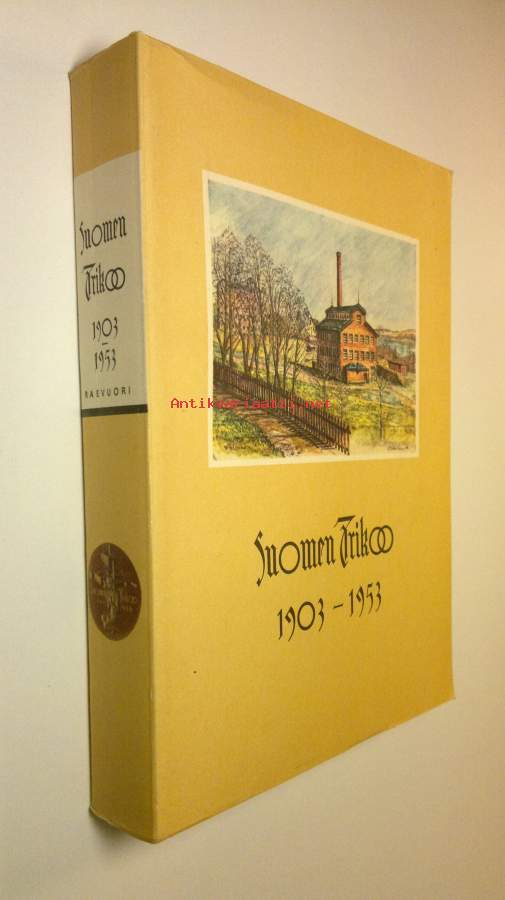 Suomen
Trikoo
1903
–
1953
RAEVUORI
Antikvariaatti.net
Suomen Trikoo
1903 – 1953